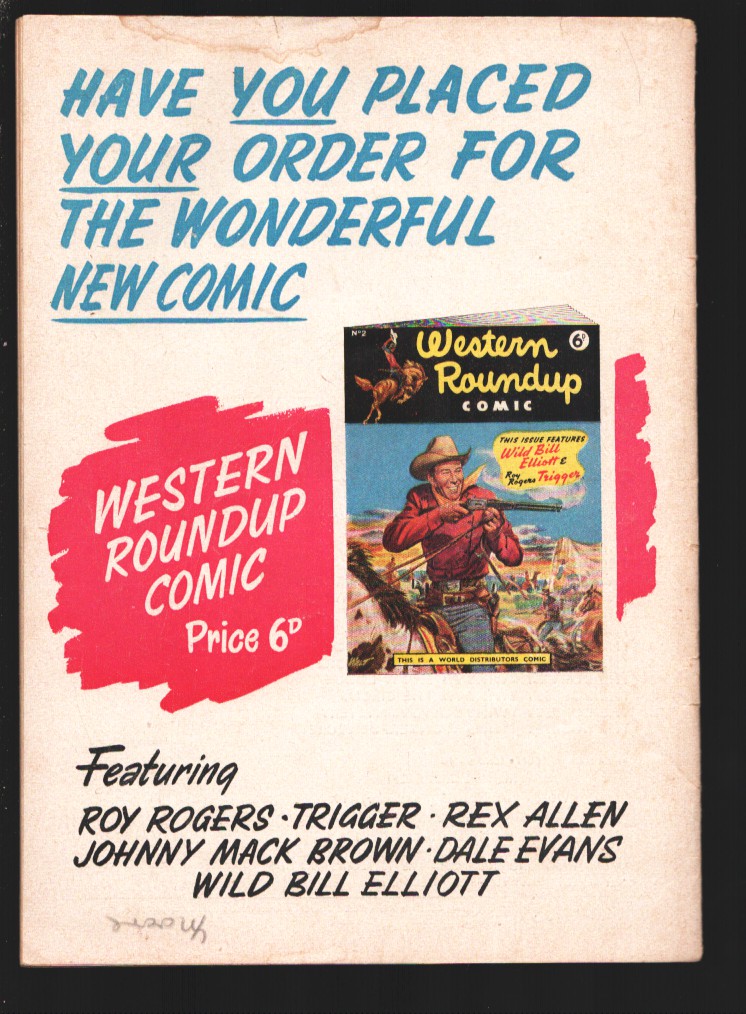 HAVE YOU PLACED
YOUR ORDER FOR
THE WONDERFUL
NEW COMIC
Nº2
6D
Western
Roundup
COMIC
THIS ISSUE FEATURES
Wild Bill
Elliott &
Roy
Rogers Trigger
THIS IS A WORLD DISTRIBUTORS COMIC
WESTERN
ROUNDUP
COMIC
Price 6D
Featuring
ROY ROGERS · TRIGGER · REX ALLEN
JOHNNY MACK BROWN · DALE EVANS
WILD BILL ELLIOTT